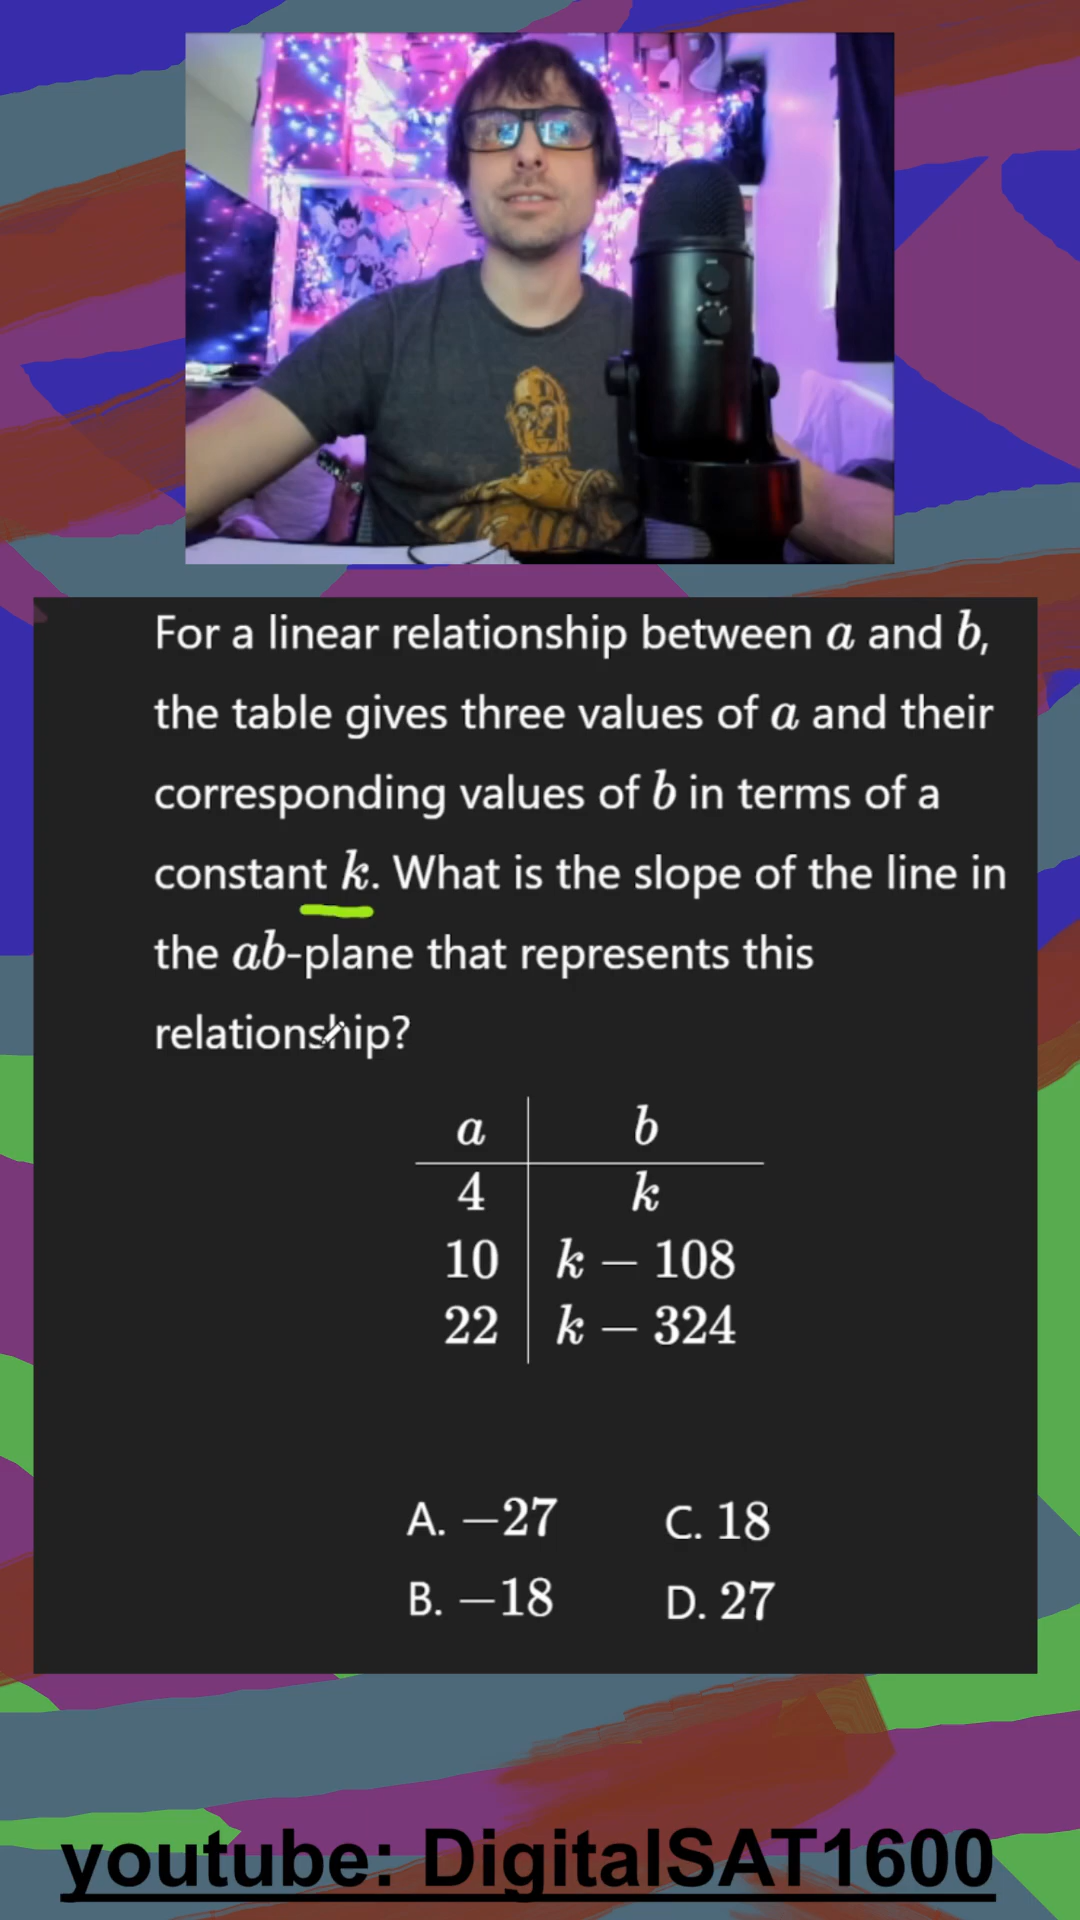 For a linear relationship between a and b,
the table gives three values of a and their
corresponding values of b in terms of a
constant k. What is the slope of the line in
the ab-plane that represents this
relationship?
a b
4 k
10 k − 108
22 k − 324
A. −27 C. 18
B. −18 D. 27
youtube: DigitalSAT1600